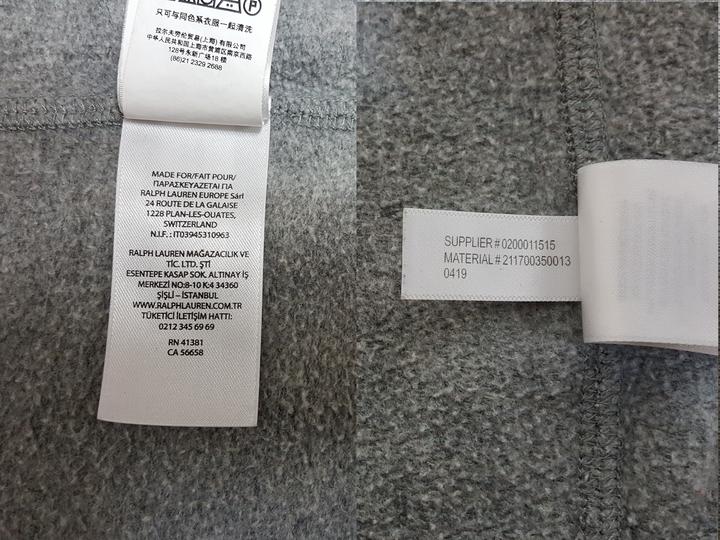 只可与同色系衣服一起清洗
拉尔夫劳伦贸易(上海)有限公司
中华人民共和国上海市黄浦区南京西路
128号永新广场18楼
(86)21 2329 2688
MADE FOR/FAIT POUR/
ΠΑΡΑΣΚΕΥΑΖΕΤΑΙ ΓΙΑ
RALPH LAUREN EUROPE Sàrl
24 ROUTE DE LA GALAISE
1228 PLAN-LES-OUATES,
SWITZERLAND
N.I.F. : IT03945310963
RALPH LAUREN MAĞAZACILIK VE
TİC. LTD. ŞTİ
ESENTEPE KASAP SOK. ALTINAY İŞ
MERKEZİ NO:8-10 K:4 34360
ŞİŞLİ – İSTANBUL
WWW.RALPHLAUREN.COM.TR
TÜKETİCİ İLETİŞİM HATTI:
0212 345 69 69
RN 41381
CA 56658
SUPPLIER # 0200011515
MATERIAL # 211700350013
0419